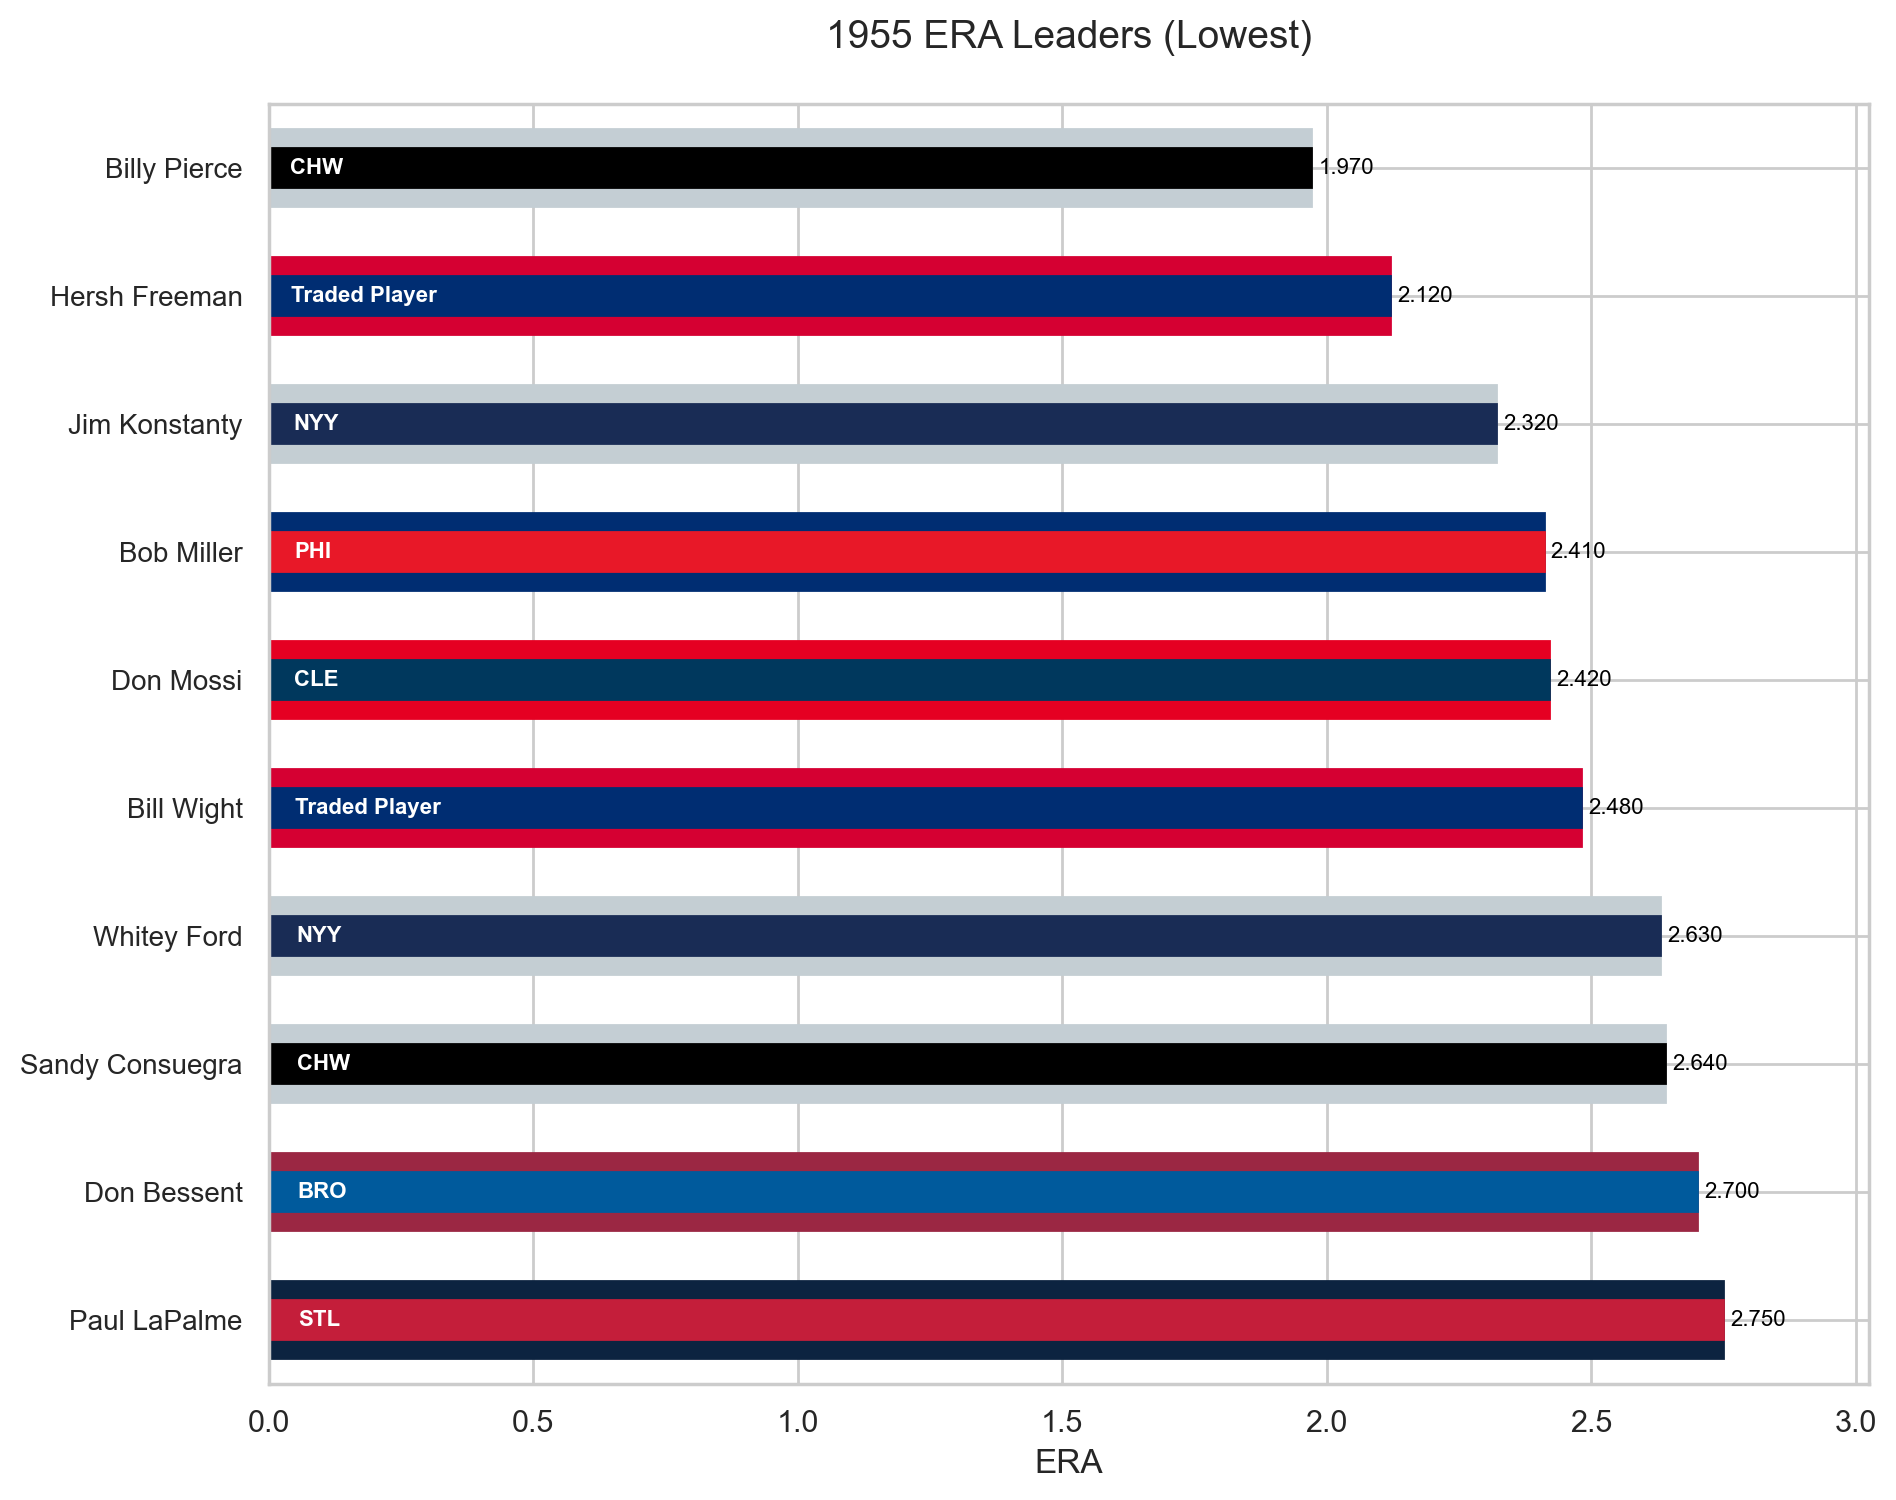 1955 ERA Leaders (Lowest)
Billy Pierce CHW 1.970
Hersh Freeman Traded Player 2.120
Jim Konstanty NYY 2.320
Bob Miller PHI 2.410
Don Mossi CLE 2.420
Bill Wight Traded Player 2.480
Whitey Ford NYY 2.630
Sandy Consuegra CHW 2.640
Don Bessent BRO 2.700
Paul LaPalme STL 2.750
0.0 0.5 1.0 1.5 2.0 2.5 3.0
ERA